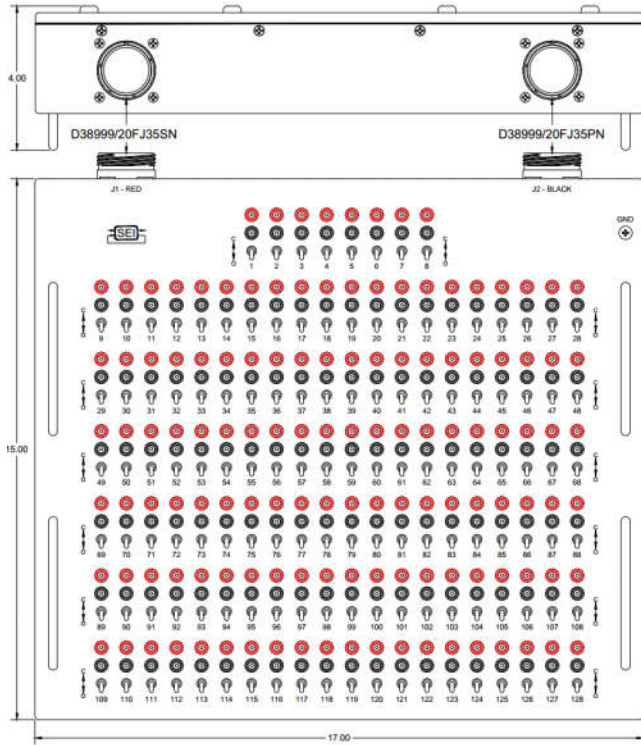 4.00
D38999/20FJ35SN D38999/20FJ35PN
J1 - RED J2 - BLACK
SEI GND
C C
O 1 2 3 4 5 6 7 8 O
C C
O 9 10 11 12 13 14 15 16 17 18 19 20 21 22 23 24 25 26 27 28 O
C C
O 29 30 31 32 33 34 35 36 37 38 39 40 41 42 43 44 45 46 47 48 O
15.00
C C
O 49 50 51 52 53 54 55 56 57 58 59 60 61 62 63 64 65 66 67 68 O
C C
O 69 70 71 72 73 74 75 76 77 78 79 80 81 82 83 84 85 86 87 88 O
C C
O 89 90 91 92 93 94 95 96 97 98 99 100 101 102 103 104 105 106 107 108 O
C C
O 109 110 111 112 113 114 115 116 117 118 119 120 121 122 123 124 125 126 127 128 O
17.00